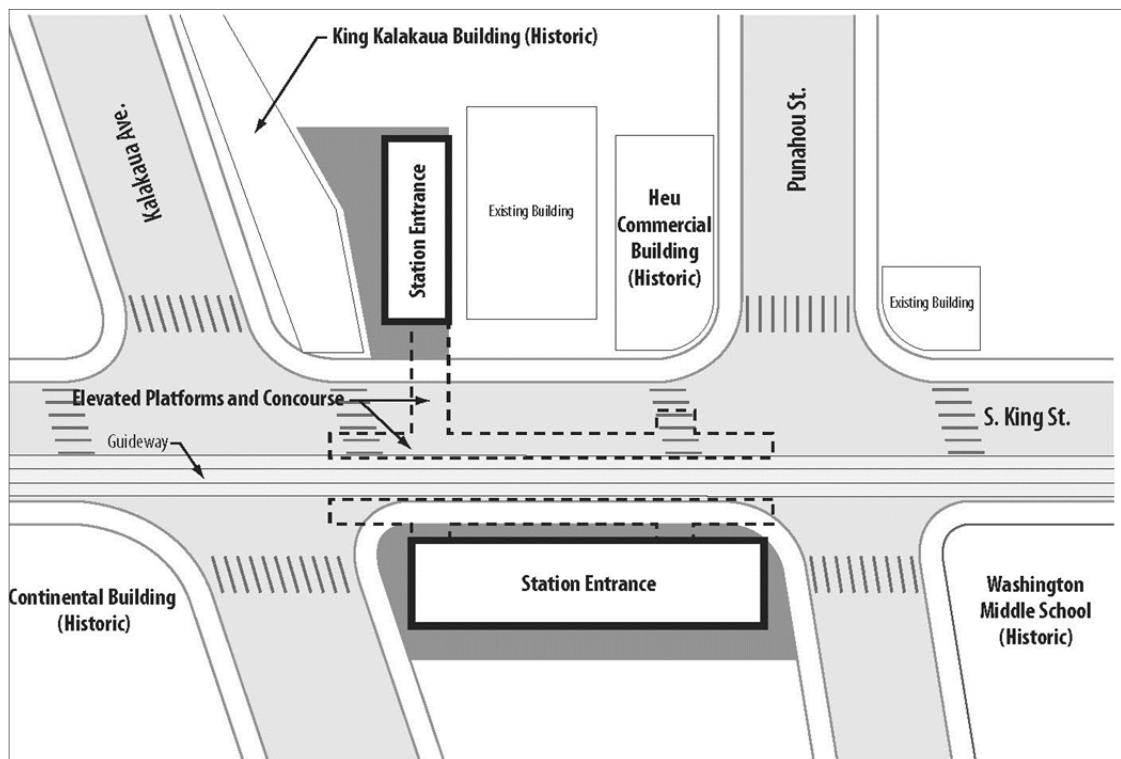 King Kalakaua Building (Historic)
Kalakaua Ave.
Station Entrance
Existing Building
Heu
Commercial
Building
(Historic)
Punahou St.
Existing Building
Elevated Platforms and Concourse
S. King St.
Guideway
Station Entrance
Continental Building
(Historic)
Washington
Middle School
(Historic)